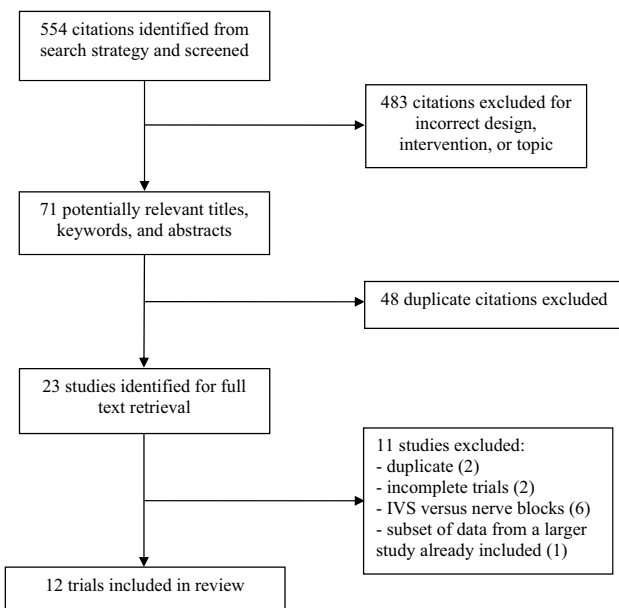 554 citations identified from
search strategy and screened
483 citations excluded for
incorrect design,
intervention, or topic
71 potentially relevant titles,
keywords, and abstracts
48 duplicate citations excluded
23 studies identified for full
text retrieval
11 studies excluded:
- duplicate (2)
- incomplete trials (2)
- IVS versus nerve blocks (6)
- subset of data from a larger
study already included (1)
12 trials included in review